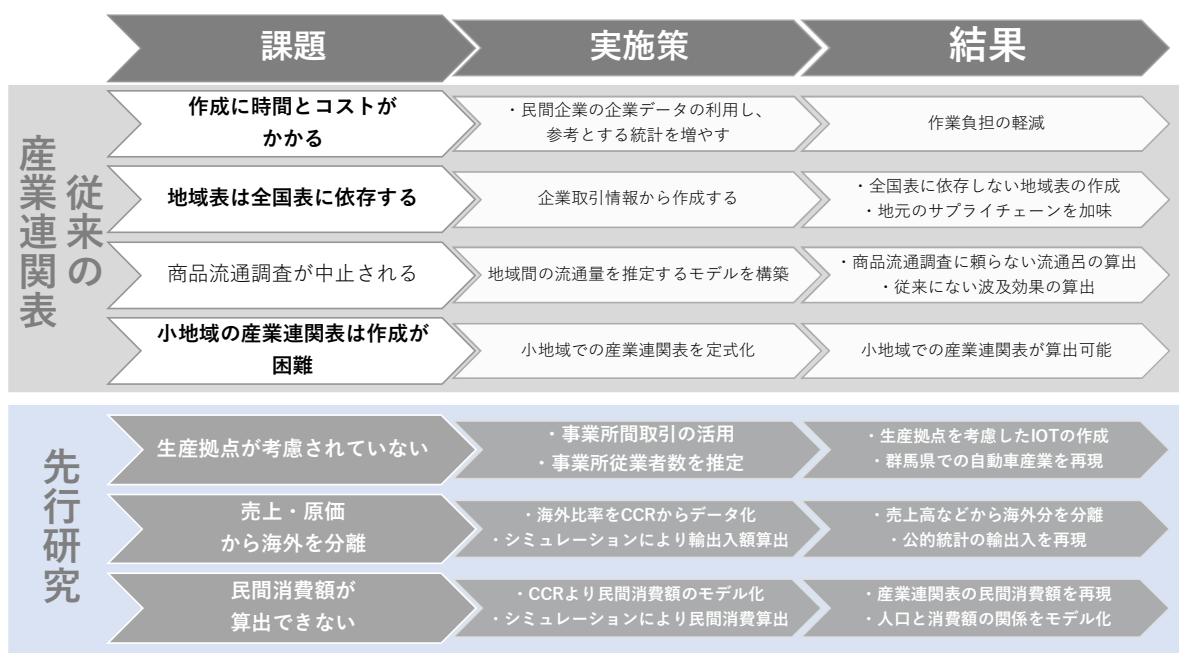 課題
実施策
結果
従来の
産業連関表
作成に時間とコストが
かかる
・民間企業の企業データの利用し、
参考とする統計を増やす
作業負担の軽減
地域表は全国表に依存する
企業取引情報から作成する
・全国表に依存しない地域表の作成
・地元のサプライチェーンを加味
商品流通調査が中止される
地域間の流通量を推定するモデルを構築
・商品流通調査に頼らない流通呂の算出
・従来にない波及効果の算出
小地域の産業連関表は作成が
困難
小地域での産業連関表を定式化
小地域での産業連関表が算出可能
先行研究
生産拠点が考慮されていない
・事業所間取引の活用
・事業所従業者数を推定
・生産拠点を考慮したIOTの作成
・群馬県での自動車産業を再現
売上・原価
から海外を分離
・海外比率をCCRからデータ化
・シミュレーションにより輸出入額算出
・売上高などから海外分を分離
・公的統計の輸出入を再現
民間消費額が
算出できない
・CCRより民間消費額のモデル化
・シミュレーションにより民間消費算出
・産業連関表の民間消費額を再現
・人口と消費額の関係をモデル化